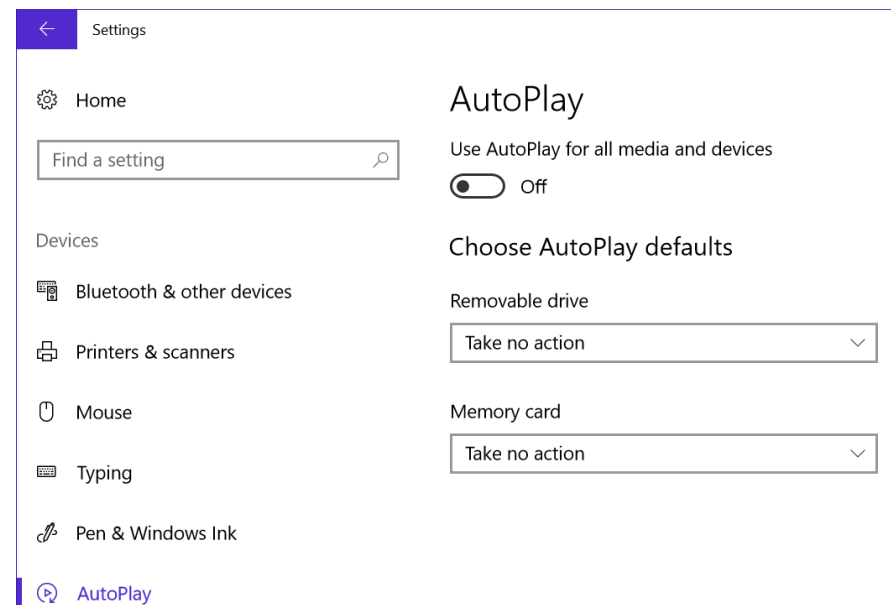 Settings
Home
Find a setting
Devices
Bluetooth & other devices
Printers & scanners
Mouse
Typing
Pen & Windows Ink
AutoPlay
AutoPlay
Use AutoPlay for all media and devices
Off
Choose AutoPlay defaults
Removable drive
Take no action
Memory card
Take no action